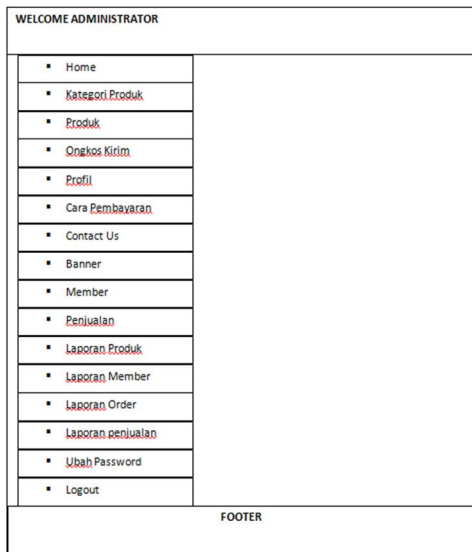 WELCOME ADMINISTRATOR
▪ Home
▪ Kategori Produk
▪ Produk
▪ Ongkos Kirim
▪ Profil
▪ Cara Pembayaran
▪ Contact Us
▪ Banner
▪ Member
▪ Penjualan
▪ Laporan Produk
▪ Laporan Member
▪ Laporan Order
▪ Laporan penjualan
▪ Ubah Password
▪ Logout
FOOTER